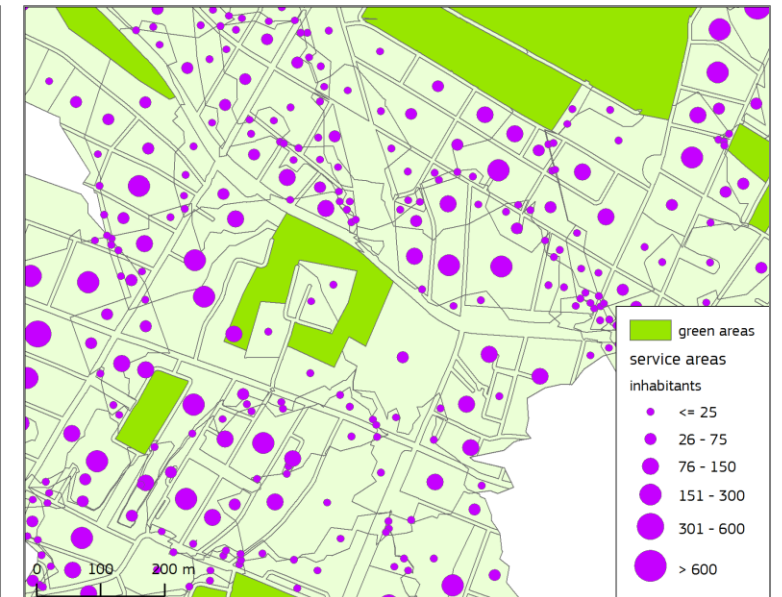 green areas
service areas
inhabitants
<= 25
26 - 75
76 - 150
151 - 300
301 - 600
> 600
0 100 200 m